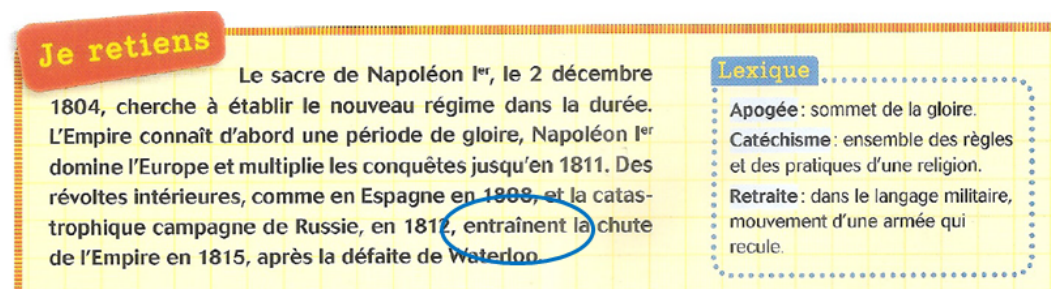 Je retiens
Le sacre de Napoléon Ier, le 2 décembre
1804, cherche à établir le nouveau régime dans la durée.
L'Empire connaît d'abord une période de gloire, Napoléon Ier
domine l'Europe et multiplie les conquêtes jusqu'en 1811. Des
révoltes intérieures, comme en Espagne en 1808, et la catas-
trophique campagne de Russie, en 1812, entraînent la chute
de l'Empire en 1815, après la défaite de Waterloo.
Lexique
Apogée : sommet de la gloire.
Catéchisme : ensemble des règles
et des pratiques d'une religion.
Retraite : dans le langage militaire,
mouvement d'une armée qui
recule.